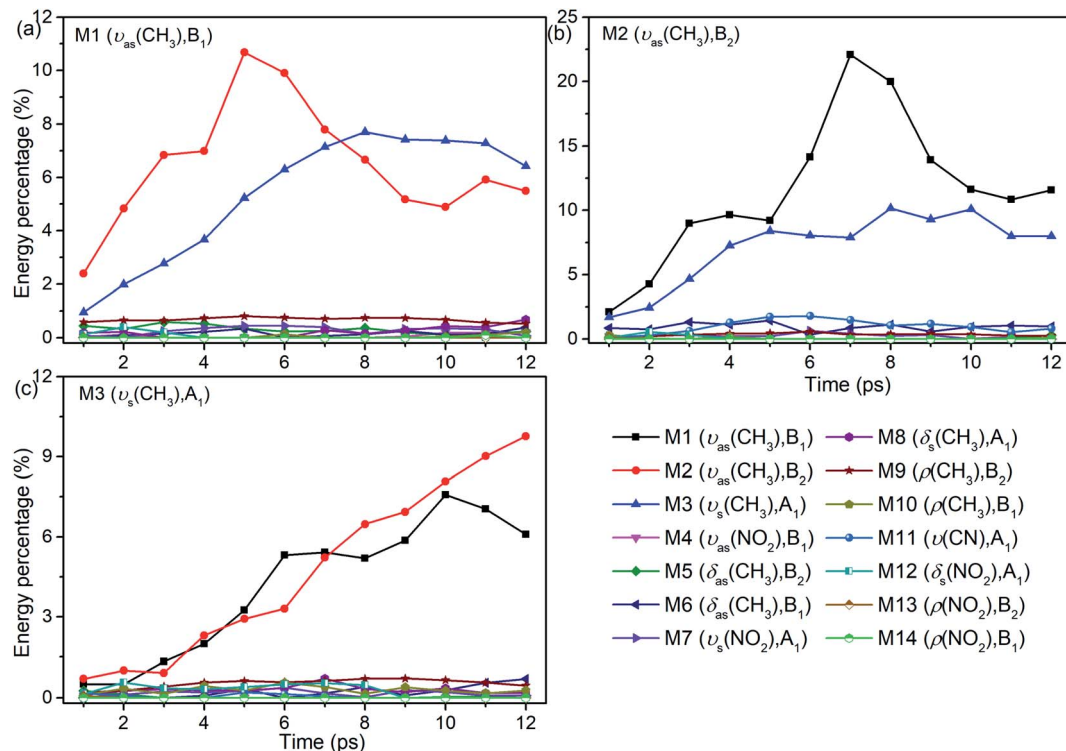 (a)
M1 (υas(CH3),B1)
Energy percentage (%)
12
10
8
6
4
2
0
2 4 6 8 10 12
(b)
M2 (υas(CH3),B2)
25
20
15
10
5
0
2 4 6 8 10 12
Time (ps)
(c)
M3 (υs(CH3),A1)
Energy percentage (%)
12
9
6
3
0
2 4 6 8 10 12
Time (ps)
M1 (υas(CH3),B1)
M2 (υas(CH3),B2)
M3 (υs(CH3),A1)
M4 (υas(NO2),B1)
M5 (δas(CH3),B2)
M6 (δas(CH3),B1)
M7 (υs(NO2),A1)
M8 (δs(CH3),A1)
M9 (ρ(CH3),B2)
M10 (ρ(CH3),B1)
M11 (υ(CN),A1)
M12 (δs(NO2),A1)
M13 (ρ(NO2),B2)
M14 (ρ(NO2),B1)